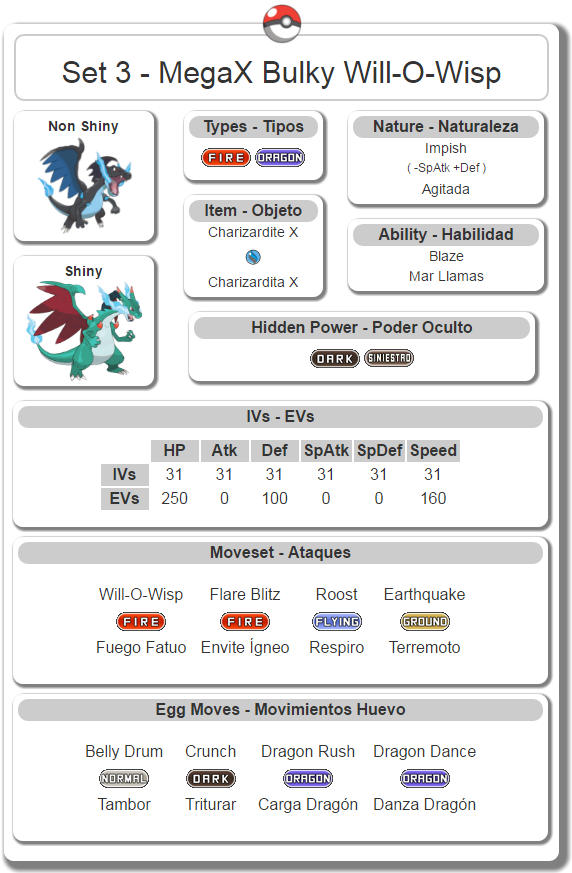 Set 3 - MegaX Bulky Will-O-Wisp
Non Shiny
Shiny
Types - Tipos
FIRE DRAGON
Item - Objeto
Charizardite X
Charizardita X
Nature - Naturaleza
Impish
( -SpAtk +Def )
Agitada
Ability - Habilidad
Blaze
Mar Llamas
Hidden Power - Poder Oculto
DARK SINIESTRO
IVs - EVs
HP Atk Def SpAtk SpDef Speed
IVs 31 31 31 31 31 31
EVs 250 0 100 0 0 160
Moveset - Ataques
Will-O-Wisp Flare Blitz Roost Earthquake
FIRE FIRE FLYING GROUND
Fuego Fatuo Envite Ígneo Respiro Terremoto
Egg Moves - Movimientos Huevo
Belly Drum Crunch Dragon Rush Dragon Dance
NORMAL DARK DRAGON DRAGON
Tambor Triturar Carga Dragón Danza Dragón